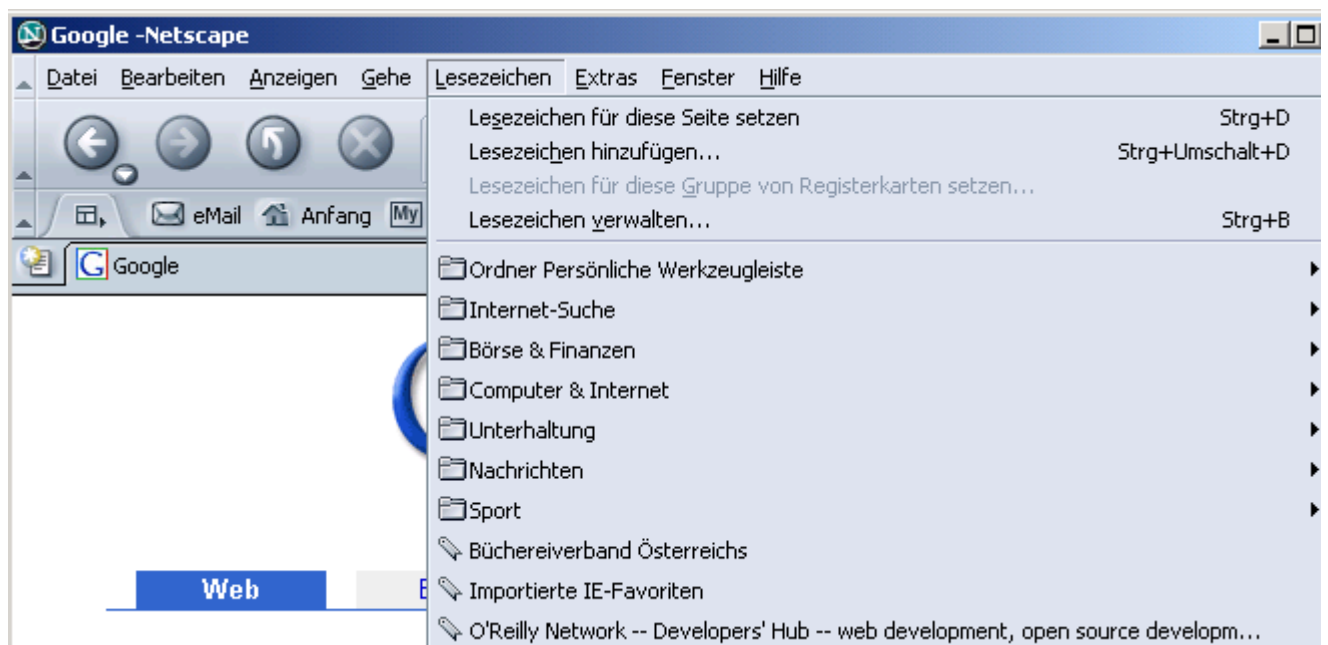 Google -Netscape
Datei Bearbeiten Anzeigen Gehe Lesezeichen Extras Fenster Hilfe
Lesezeichen für diese Seite setzen Strg+D
Lesezeichen hinzufügen... Strg+Umschalt+D
Lesezeichen für diese Gruppe von Registerkarten setzen...
Lesezeichen verwalten... Strg+B
eMail Anfang My
Google
Ordner Persönliche Werkzeugleiste
Internet-Suche
Börse & Finanzen
Computer & Internet
Unterhaltung
Nachrichten
Sport
Büchereiverband Österreichs
Web
Importierte IE-Favoriten
O'Reilly Network -- Developers' Hub -- web development, open source developm...